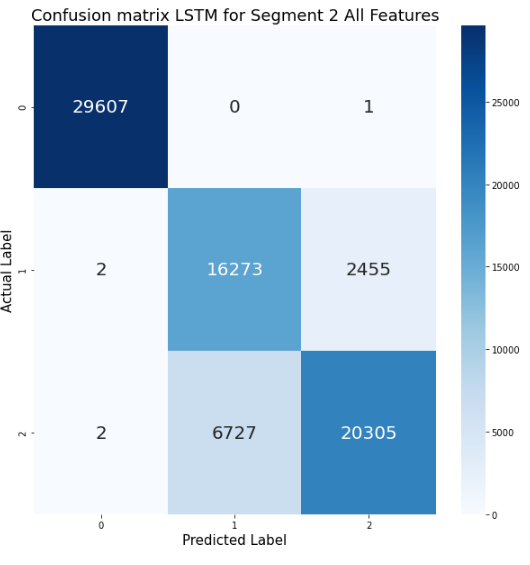 Confusion matrix LSTM for Segment 2 All Features
29607 0 1
2 16273 2455
2 6727 20305
0
1
2
Actual Label
0 1 2
Predicted Label
25000
20000
15000
10000
5000
0